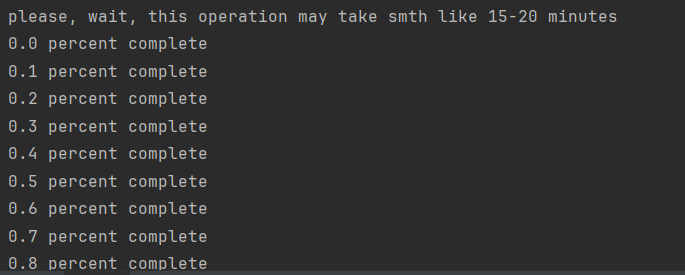 please, wait, this operation may take smth like 15-20 minutes
0.0 percent complete
0.1 percent complete
0.2 percent complete
0.3 percent complete
0.4 percent complete
0.5 percent complete
0.6 percent complete
0.7 percent complete
0.8 percent complete